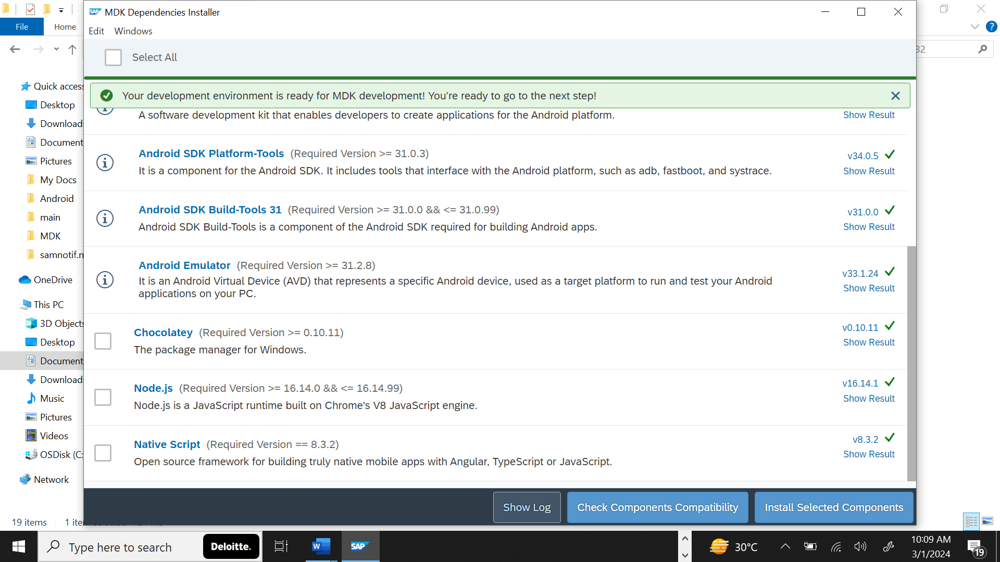 SAP MDK Dependencies Installer
Edit Windows
File Home
Select All
32
Your development environment is ready for MDK development! You’re ready to go to the next step!
A software development kit that enables developers to create applications for the Android platform.
Show Result
Android SDK Platform-Tools (Required Version >= 31.0.3)
It is a component for the Android SDK. It includes tools that interface with the Android platform, such as adb, fastboot, and systrace.
v34.0.5
Show Result
Android SDK Build-Tools 31 (Required Version >= 31.0.0 && <= 31.0.99)
Android SDK Build-Tools is a component of the Android SDK required for building Android apps.
v31.0.0
Show Result
Android Emulator (Required Version >= 31.2.8)
It is an Android Virtual Device (AVD) that represents a specific Android device, used as a target platform to run and test your Android
applications on your PC.
v33.1.24
Show Result
Chocolatey (Required Version >= 0.10.11)
The package manager for Windows.
v0.10.11
Show Result
Node.js (Required Version >= 16.14.0 && <= 16.14.99)
Node.js is a JavaScript runtime built on Chrome's V8 JavaScript engine.
v16.14.1
Show Result
Native Script (Required Version == 8.3.2)
Open source framework for building truly native mobile apps with Angular, TypeScript or JavaScript.
v8.3.2
Show Result
Show Log
Check Components Compatibility
Install Selected Components
Quick access
Desktop
Download
Document
Pictures
My Docs
Android
main
MDK
samnotif.m
OneDrive
This PC
3D Objects
Desktop
Document
Download
Music
Pictures
Videos
OSDisk (C:
Network
19 items 1 ite
Type here to search
Deloitte.
W
SAP
30°C
10:09 AM
3/1/2024
19